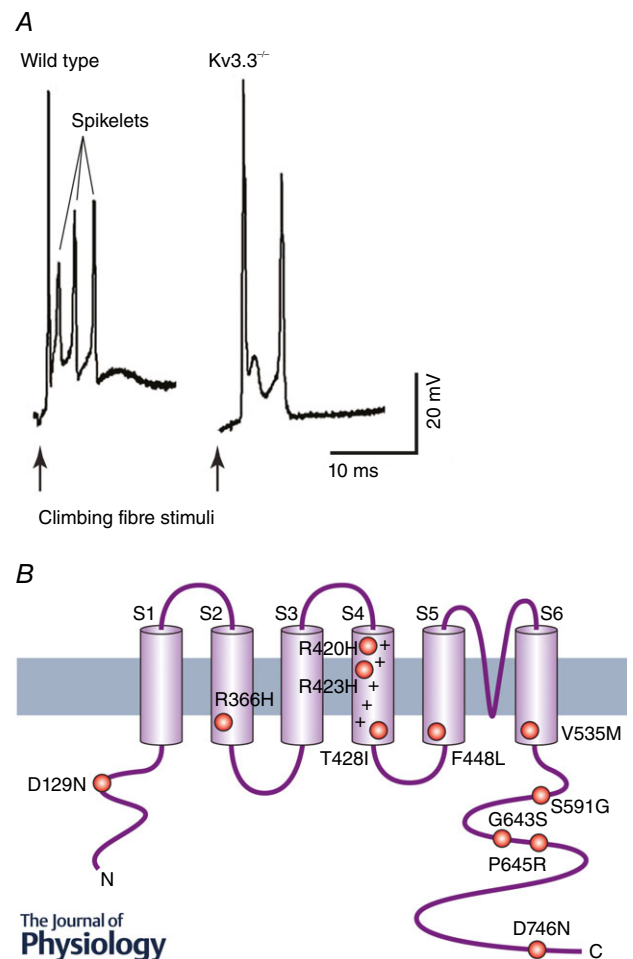 A
Wild type
Kv3.3−/−
Spikelets
20 mV
10 ms
Climbing fibre stimuli
B
S1 S2 S3 S4 S5 S6
R420H
+
+
R423H
+
+
+
R366H
T428I
F448L
V535M
D129N
S591G
G643S
P645R
N
D746N
C
The Journal of
Physiology